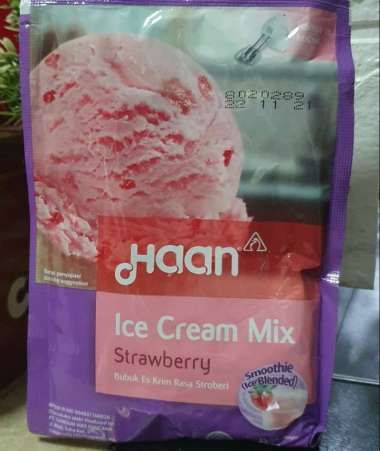 8020289
22 11 21
Haan
Ice Cream Mix
Strawberry
Bubuk Es Krim Rasa Stroberi
Smoothie
(Ice Blended)